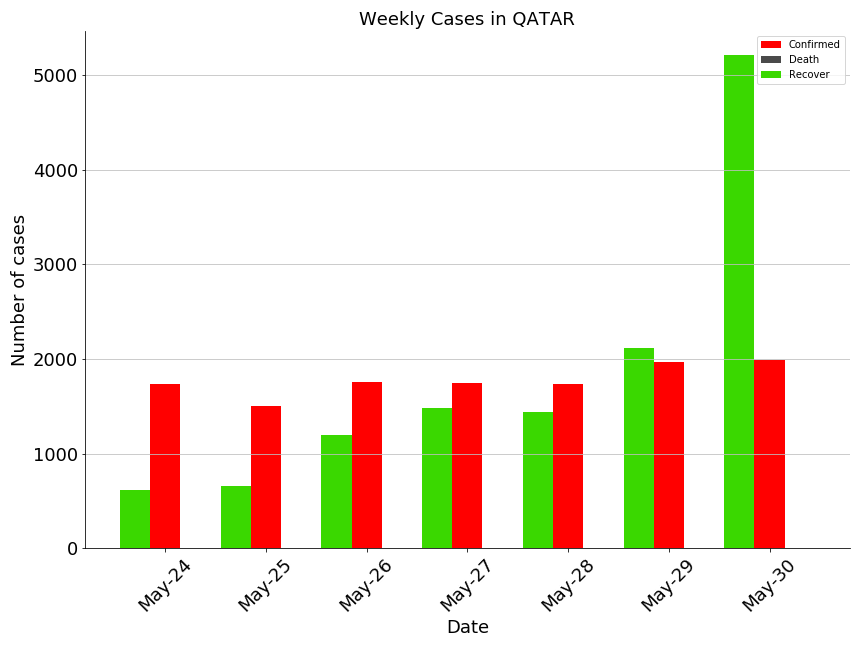 Weekly Cases in QATAR
Confirmed
Death
Recover
Number of cases
5000
4000
3000
2000
1000
0
May-24
May-25
May-26
May-27
May-28
May-29
May-30
Date